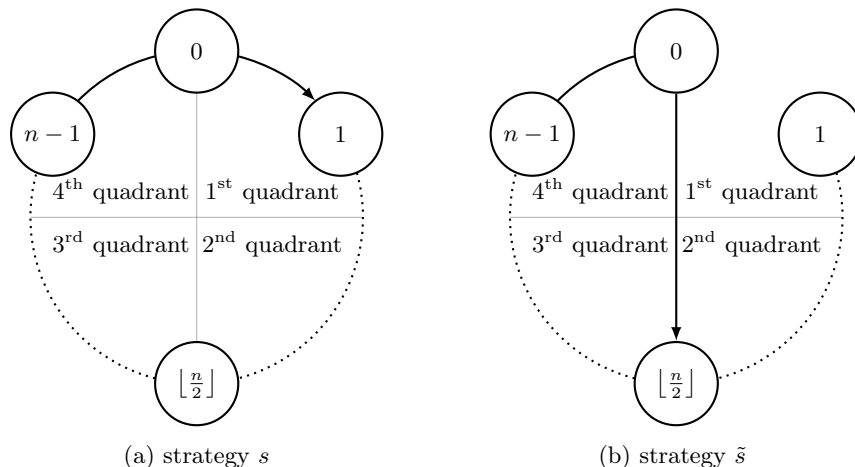 0
n − 1
1
4th quadrant 1st quadrant
3rd quadrant 2nd quadrant
⌊n/2⌋
(a) strategy s
0
n − 1
1
4th quadrant 1st quadrant
3rd quadrant 2nd quadrant
⌊n/2⌋
(b) strategy s̃